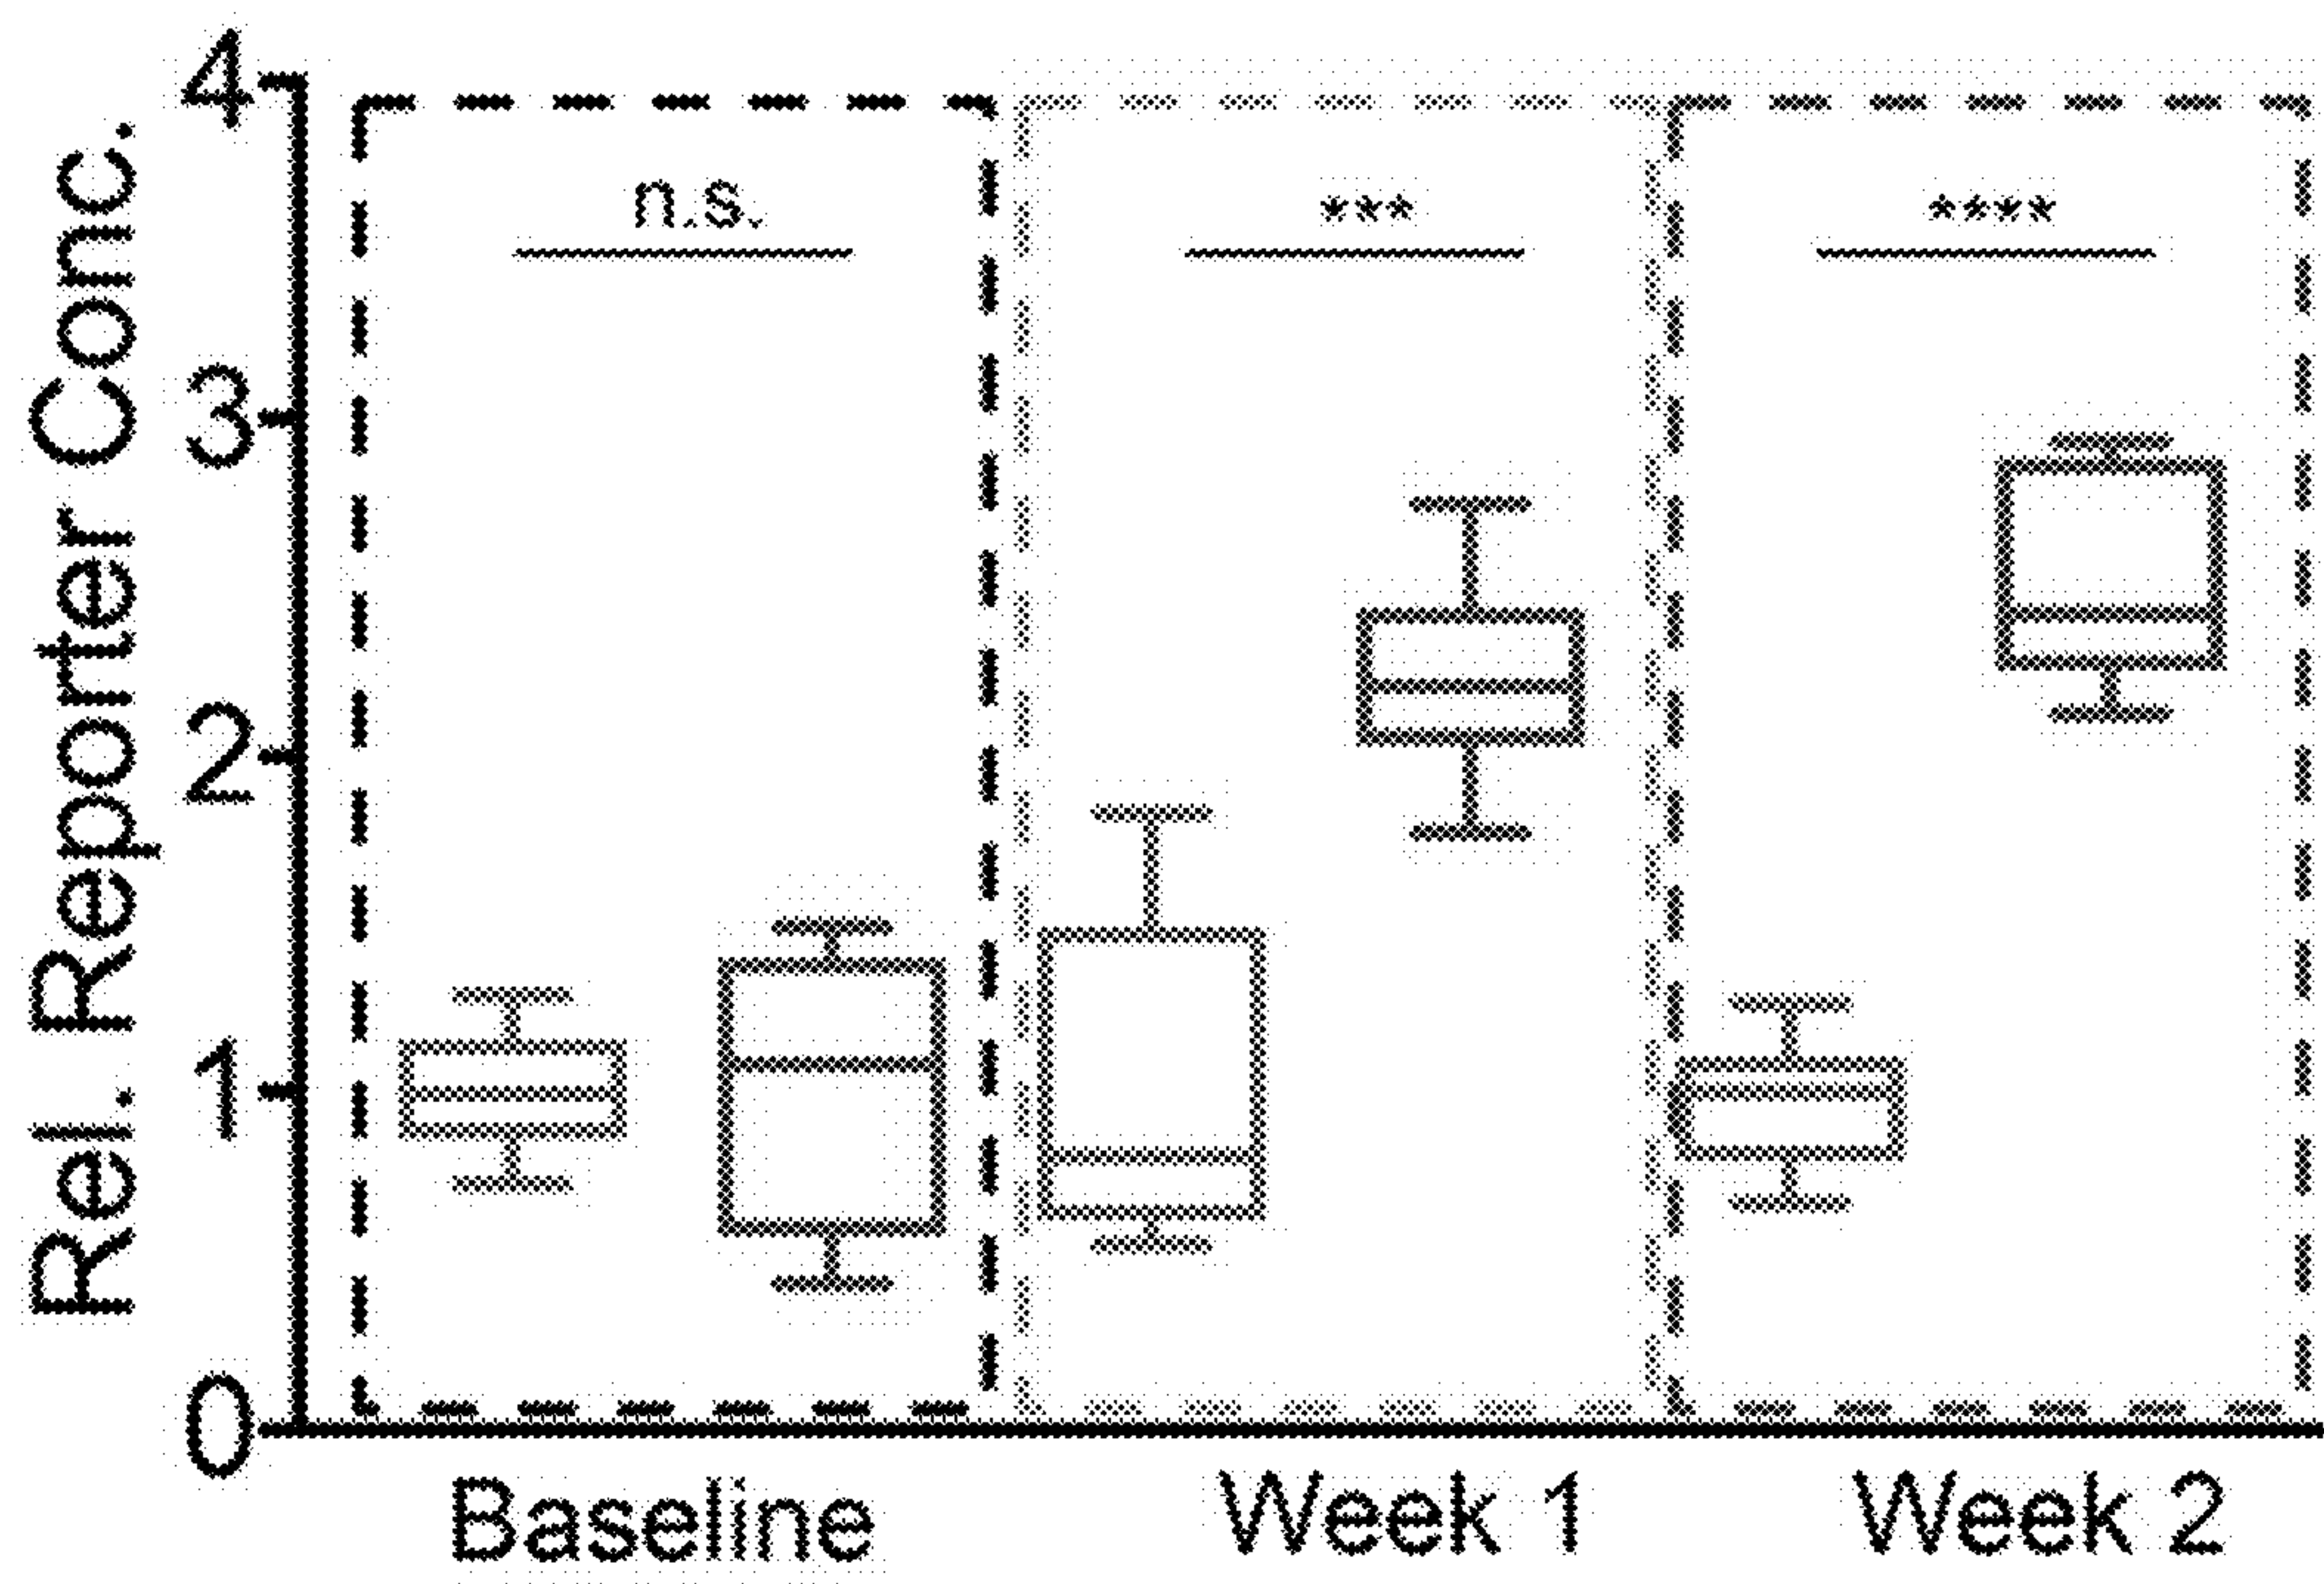 Rel. Reporter Conc.
4
3
2
1
0
n.s.
***
****
Baseline
Week 1
Week 2